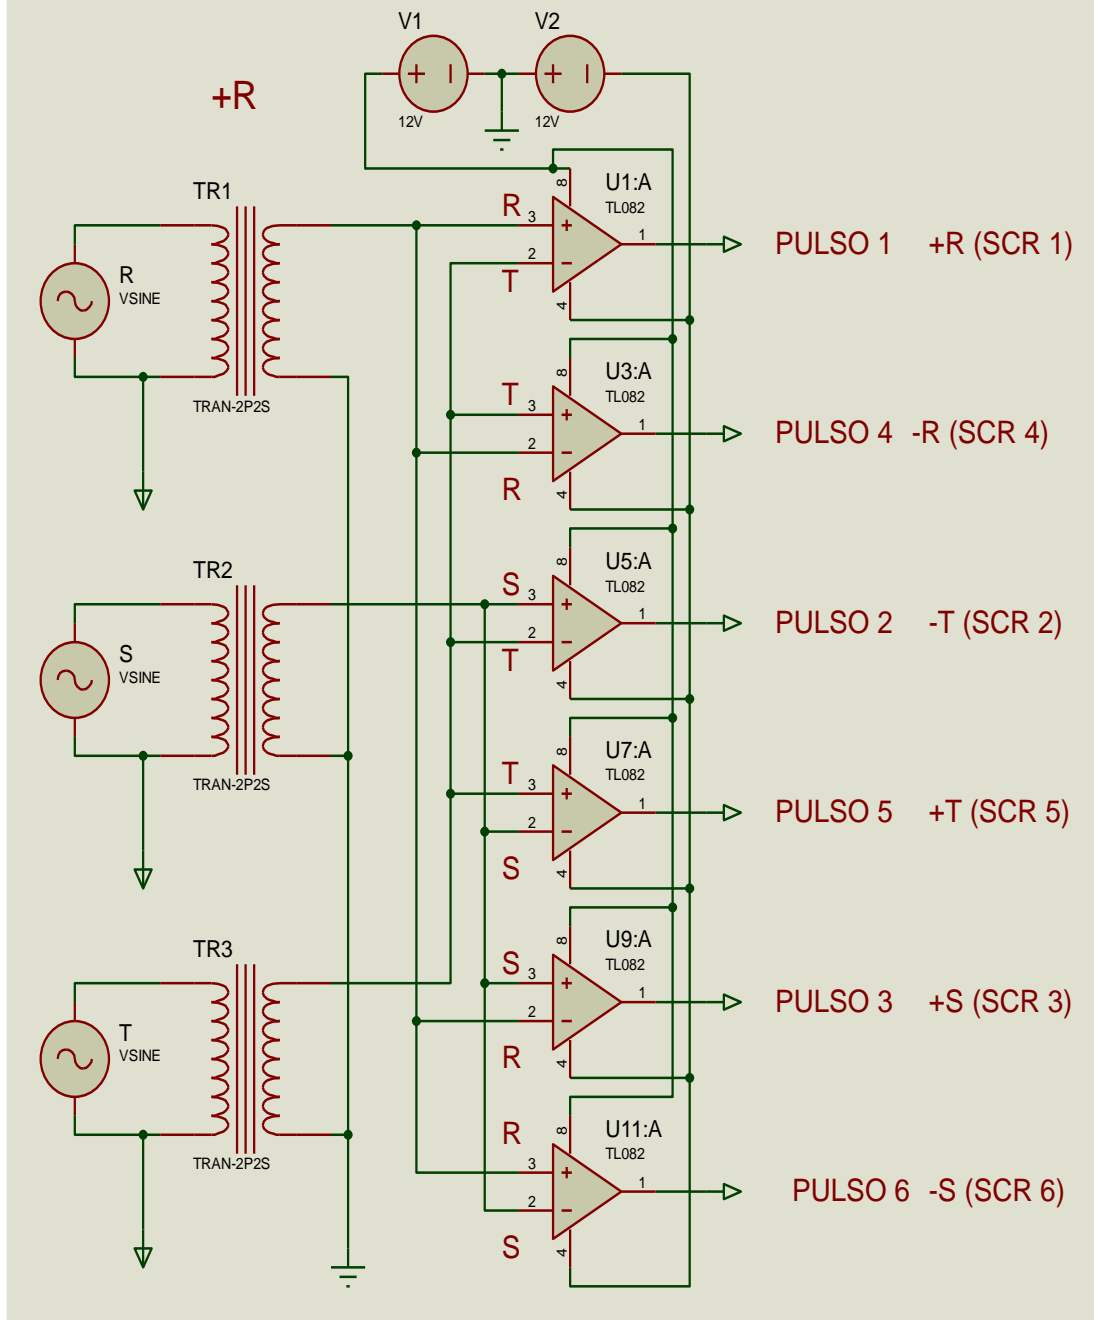 V1
V2
+R
12V
12V
TR1
R
VSINE
TRAN-2P2S
R
T
3
2
8
4
1
U1:A
TL082
PULSO 1 +R (SCR 1)
T
R
3
2
8
4
1
U3:A
TL082
PULSO 4 -R (SCR 4)
TR2
S
VSINE
TRAN-2P2S
S
T
3
2
8
4
1
U5:A
TL082
PULSO 2 -T (SCR 2)
T
S
3
2
8
4
1
U7:A
TL082
PULSO 5 +T (SCR 5)
TR3
T
VSINE
TRAN-2P2S
S
R
3
2
8
4
1
U9:A
TL082
PULSO 3 +S (SCR 3)
R
S
3
2
8
4
1
U11:A
TL082
PULSO 6 -S (SCR 6)